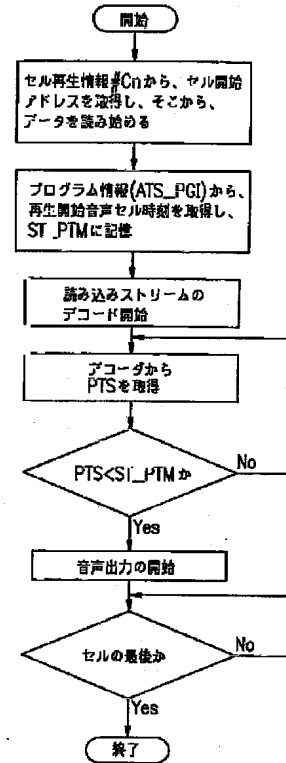 開始
セル再生情報#Cnから、セル開始
アドレスを取得し、そこから、
データを読み始める
プログラム情報(ATS_PGI)から、
再生開始音声セル時刻を取得し、
ST_PTMに記憶
読み込みストリームの
デコード開始
デコーダから
PTSを取得
PTS<ST_PTMか
No
Yes
音声出力の開始
セルの最後か
No
Yes
終了